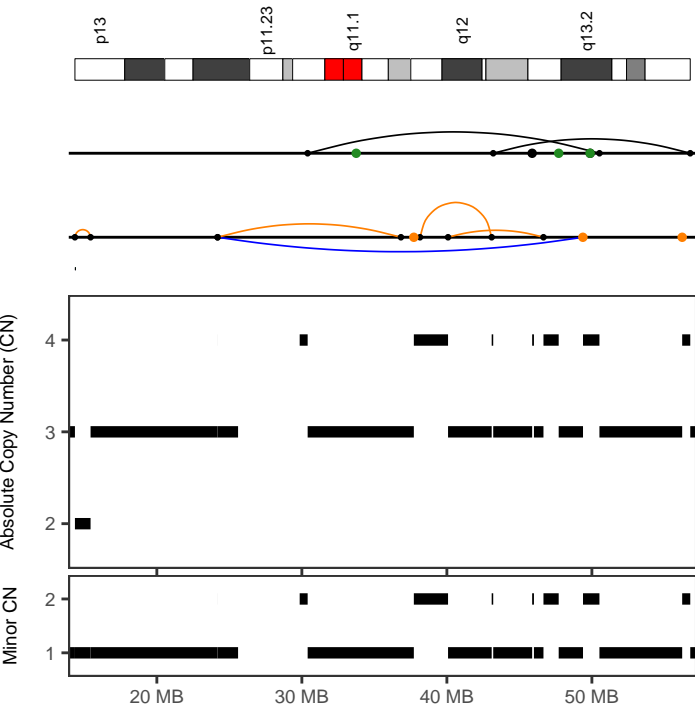 p13
p11.23
q11.1
q12
q13.2
Absolute Copy Number (CN)
4
3
2
Minor CN
2
1
20 MB
30 MB
40 MB
50 MB